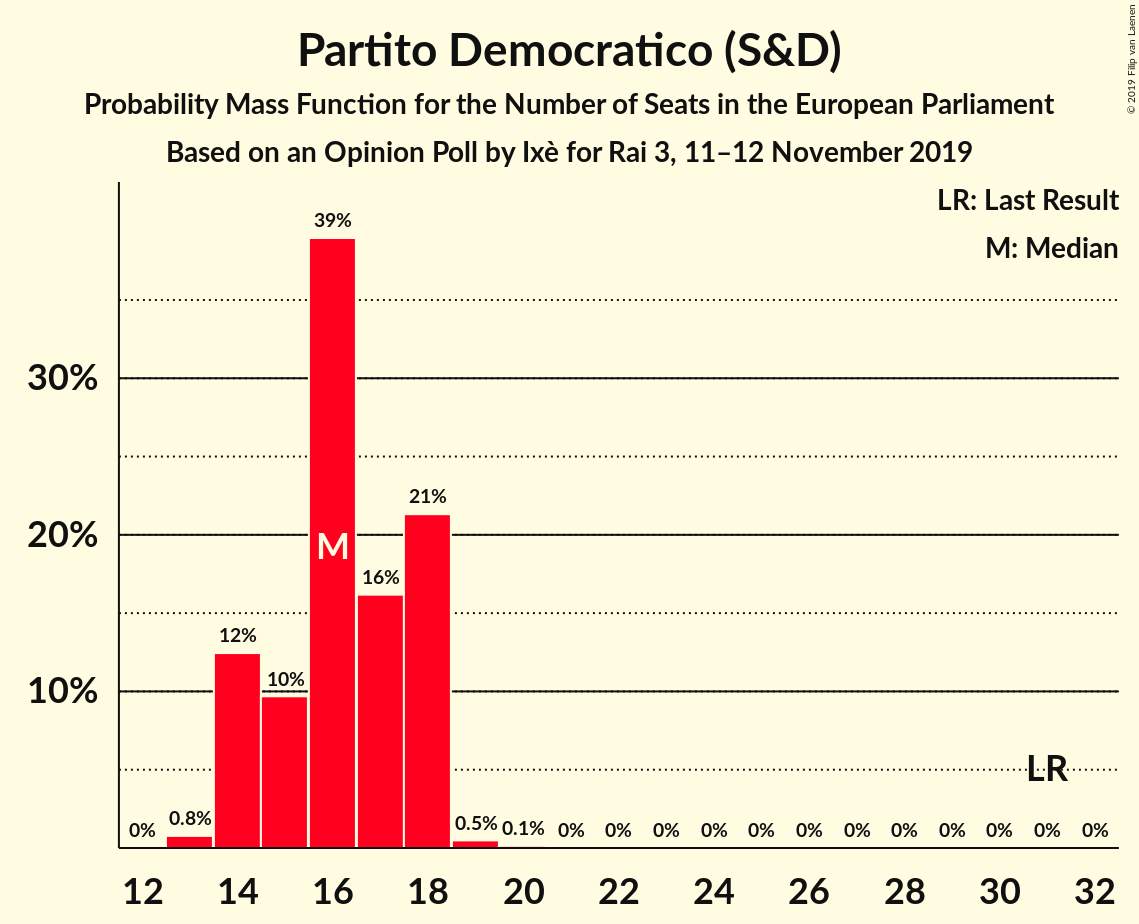 Partito Democratico (S&D)
Probability Mass Function for the Number of Seats in the European Parliament
Based on an Opinion Poll by Ixè for Rai 3, 11–12 November 2019
© 2019 Filip van Laenen
LR: Last Result
M: Median
39%
30%
21%
20%
M
16%
12%
10%
10%
LR
0% 0.8% 0.5% 0.1% 0% 0% 0% 0% 0% 0% 0% 0% 0% 0% 0% 0%
12 14 16 18 20 22 24 26 28 30 32